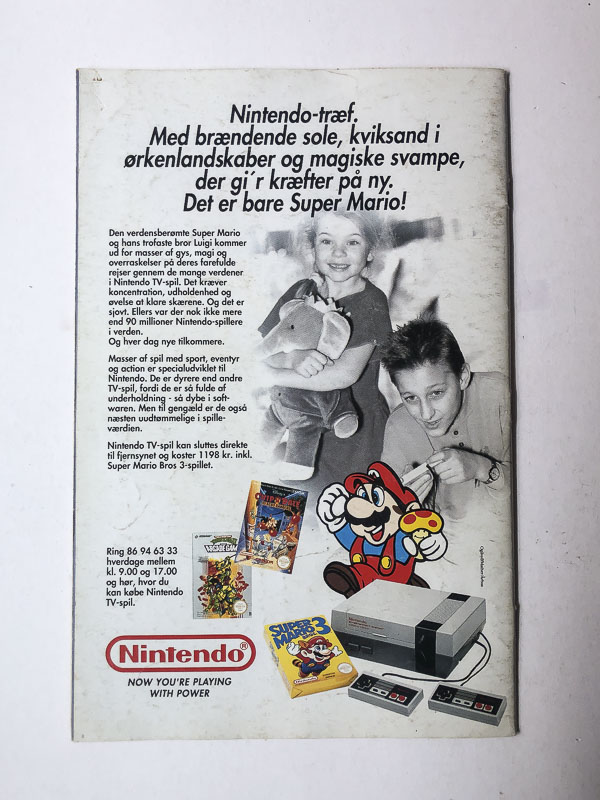 Nintendo-træf.
Med brændende sole, kviksand i
ørkenlandskaber og magiske svampe,
der gi´r kræfter på ny.
Det er bare Super Mario!
Den verdensberømte Super Mario
og hans trofaste bror Luigi kommer
ud for masser af gys, magi og
overraskelser på deres farefulde
rejser gennem de mange verdener
i Nintendo TV-spil. Det kræver
koncentration, udholdenhed og
øvelse at klare skærene. Og det er
sjovt. Ellers var der nok ikke mere
end 90 millioner Nintendo-spillere
i verden.
Og hver dag nye tilkommere.
Masser af spil med sport, eventyr
og action er specialudviklet til
Nintendo. De er dyrere end andre
TV-spil, fordi de er så fulde af
underholdning - så dybe i soft-
waren. Men til gengæld er de også
næsten uudtømmelige i spille-
værdien.
Nintendo TV-spil kan sluttes direkte
til fjernsynet og koster 1198 kr. inkl.
Super Mario Bros 3-spillet.
Ring 86 94 63 33
hverdage mellem
kl. 9.00 og 17.00
og hør, hvor du
kan købe Nintendo
TV-spil.
ARCADE GAME
SUPER
MARIO BROS. 3
Nintendo®
NOW YOU'RE PLAYING
WITH POWER